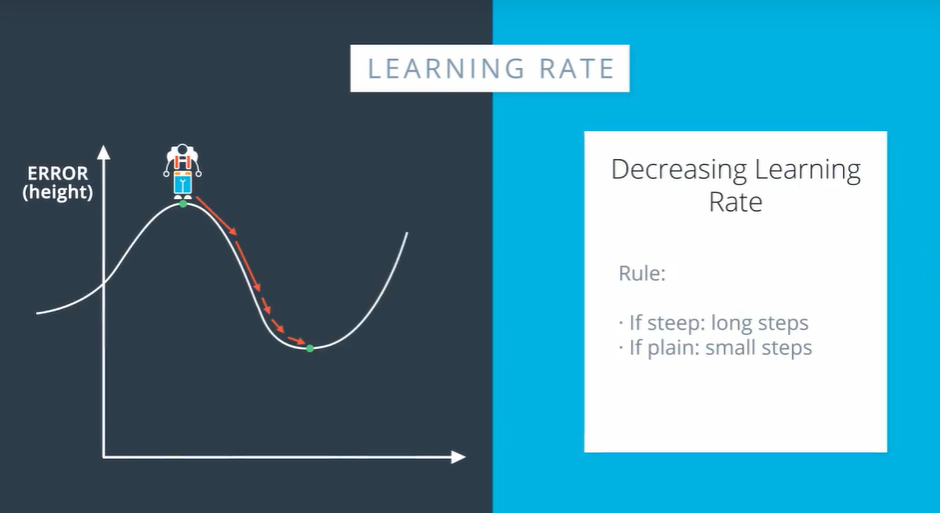 LEARNING RATE
ERROR
(height)
Decreasing Learning
Rate
Rule:
· If steep: long steps
· If plain: small steps